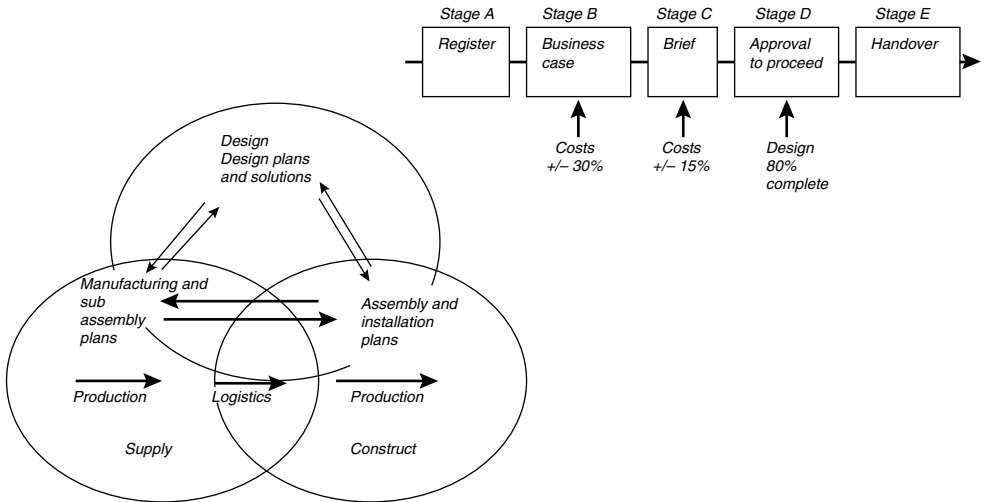 Stage A
Stage B
Stage C
Stage D
Stage E
Register
Business
case
Brief
Approval
to proceed
Handover
Costs
+/– 30%
Costs
+/– 15%
Design
80%
complete
Design
Design plans
and solutions
Manufacturing and
sub
assembly
plans
Assembly and
installation
plans
Production
Logistics
Production
Supply
Construct